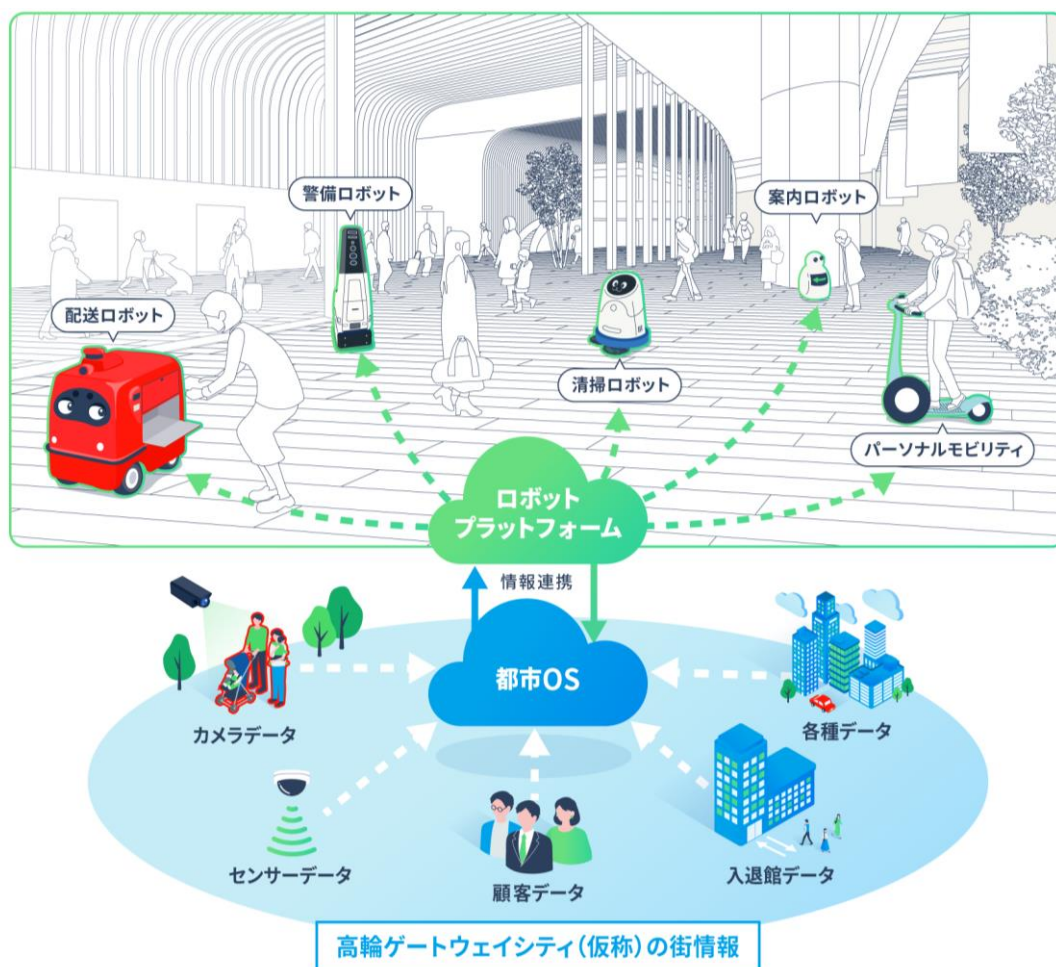 警備ロボット
案内ロボット
配送ロボット
清掃ロボット
パーソナルモビリティ
ロボット
プラットフォーム
情報連携
都市OS
カメラデータ
各種データ
センサーデータ
顧客データ
入退館データ
高輪ゲートウェイシティ(仮称)の街情報